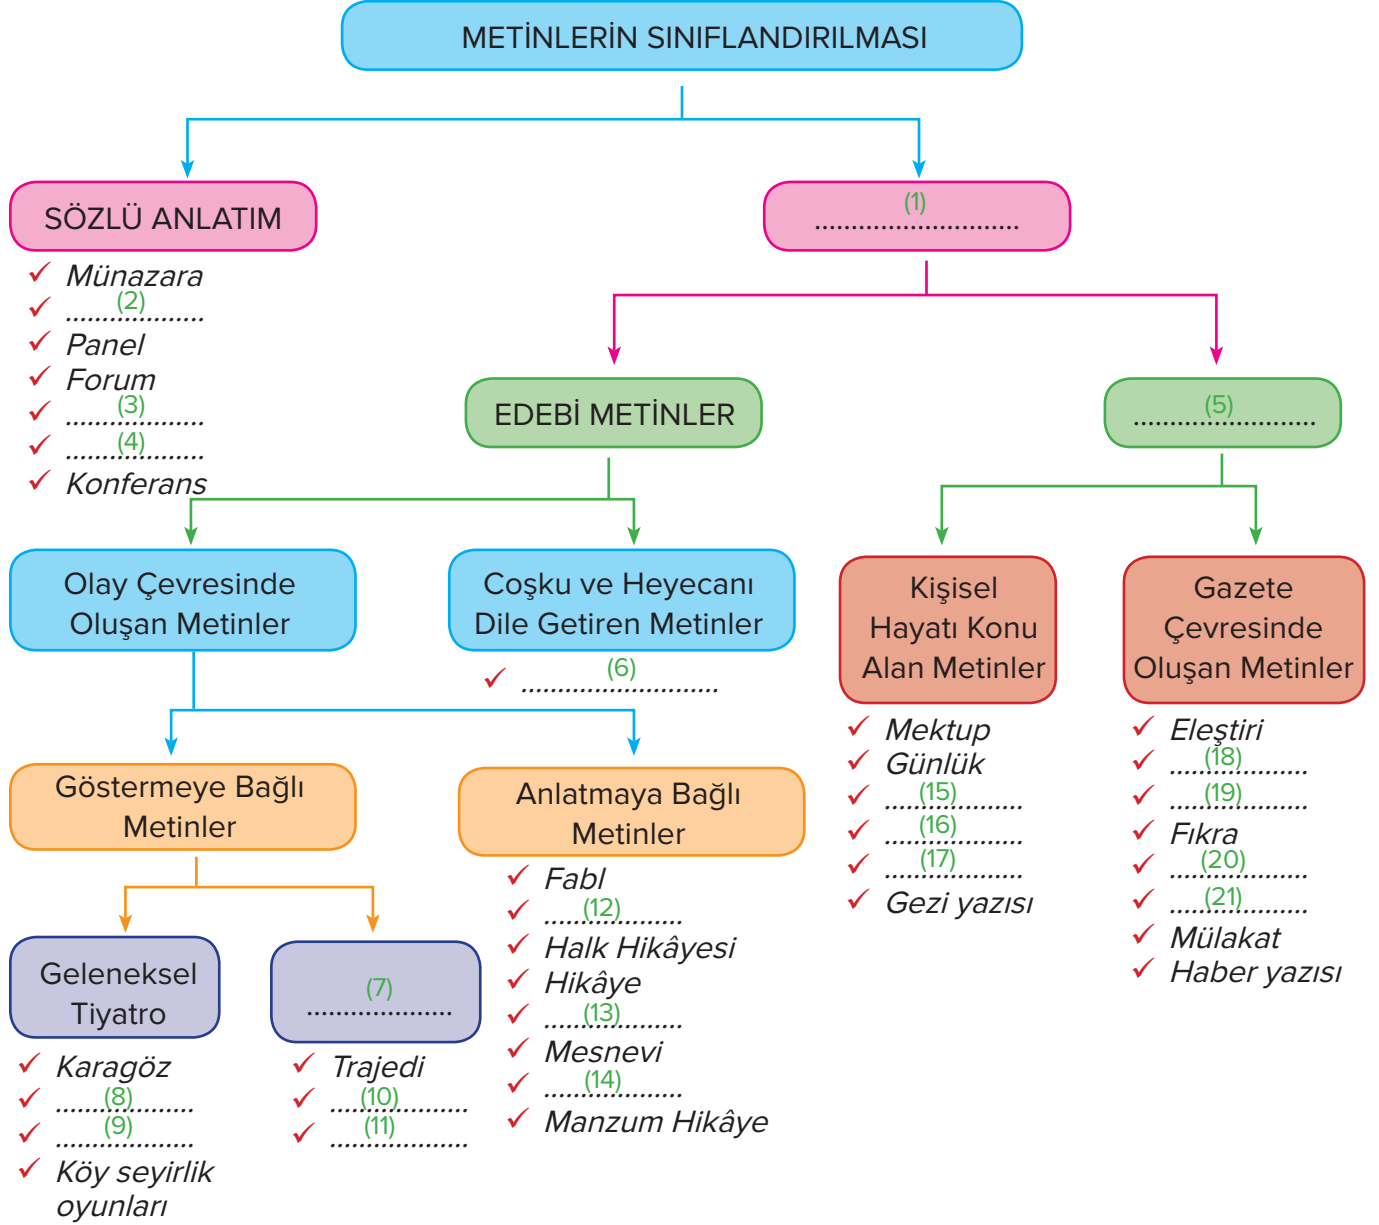 METİNLERİN SINIFLANDIRILMASI
SÖZLÜ ANLATIM
Münazara
(2)
...................
Panel
Forum
(3)
...................
(4)
...................
Konferans
(1)
............................
EDEBİ METİNLER
(5)
.........................
Olay Çevresinde
Oluşan Metinler
Coşku ve Heyecanı
Dile Getiren Metinler
(6)
...........................
Göstermeye Bağlı
Metinler
Geleneksel
Tiyatro
Karagöz
(8)
...................
(9)
...................
Köy seyirlik
oyunları
(7)
....................
Trajedi
(10)
...................
(11)
...................
Anlatmaya Bağlı
Metinler
Fabl
(12)
...................
Halk Hikâyesi
Hikâye
(13)
...................
Mesnevi
(14)
...................
Manzum Hikâye
Kişisel
Hayatı Konu
Alan Metinler
Mektup
Günlük
(15)
...................
(16)
...................
(17)
...................
Gezi yazısı
Gazete
Çevresinde
Oluşan Metinler
Eleştiri
(18)
...................
(19)
...................
Fıkra
(20)
...................
(21)
...................
Mülakat
Haber yazısı